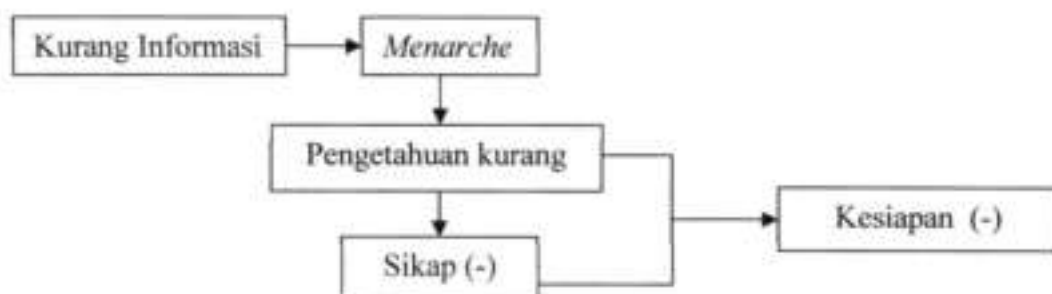 Kurang Informasi
Menarche
Pengetahuan kurang
Kesiapan (-)
Sikap (-)